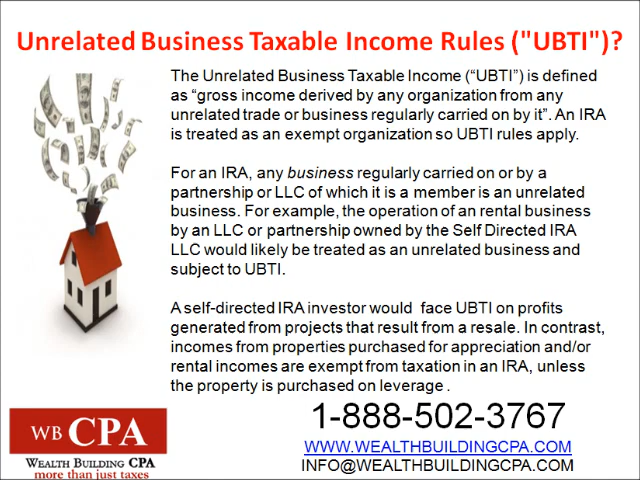 Unrelated Business Taxable Income Rules ("UBTI")?
The Unrelated Business Taxable Income (“UBTI”) is defined
as “gross income derived by any organization from any
unrelated trade or business regularly carried on by it”. An IRA
is treated as an exempt organization so UBTI rules apply.
For an IRA, any business regularly carried on or by a
partnership or LLC of which it is a member is an unrelated
business. For example, the operation of an rental business
by an LLC or partnership owned by the Self Directed IRA
LLC would likely be treated as an unrelated business and
subject to UBTI.
A self-directed IRA investor would face UBTI on profits
generated from projects that result from a resale. In contrast,
incomes from properties purchased for appreciation and/or
rental incomes are exempt from taxation in an IRA, unless
the property is purchased on leverage .
WB CPA
WEALTH BUILDING CPA
more than just taxes
1-888-502-3767
WWW.WEALTHBUILDINGCPA.COM
INFO@WEALTHBUILDINGCPA.COM